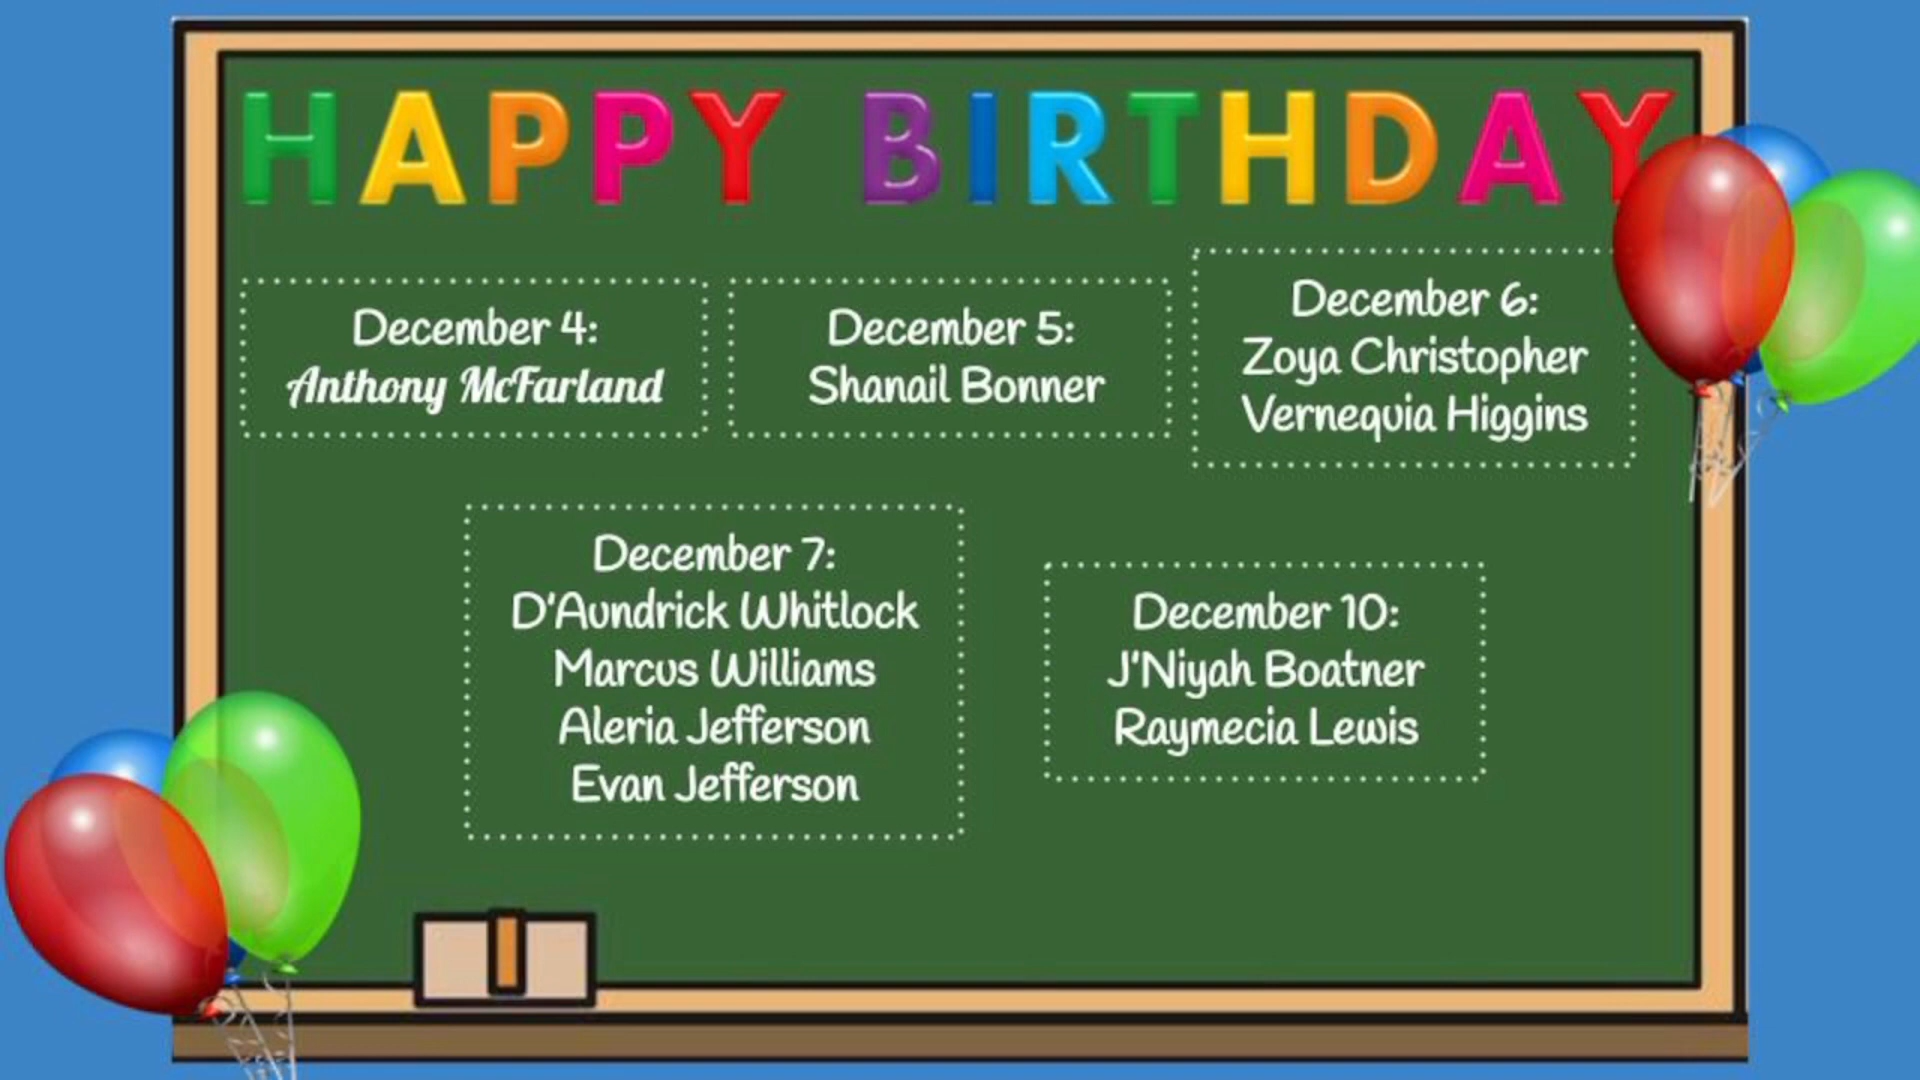 HAPPY BIRTHDAY
December 4:
Anthony McFarland
December 5:
Shanail Bonner
December 6:
Zoya Christopher
Vernequia Higgins
December 7:
D'Aundrick Whitlock
Marcus Williams
Aleria Jefferson
Evan Jefferson
December 10:
J'Niyah Boatner
Raymecia Lewis